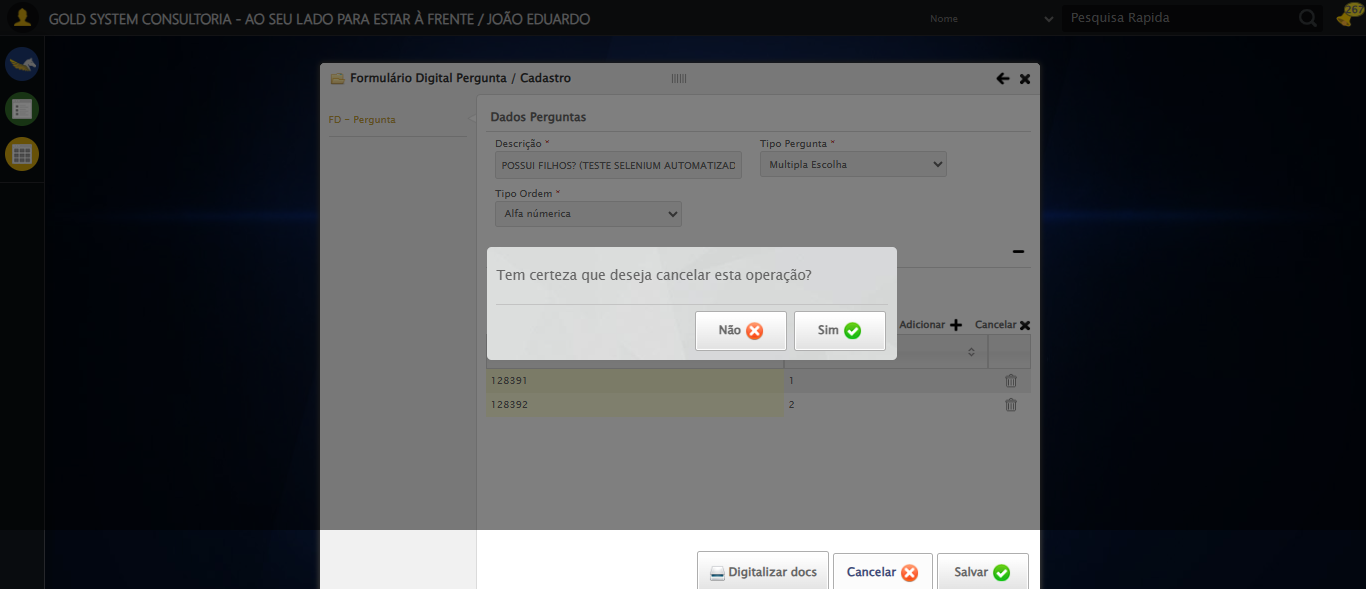 GOLD SYSTEM CONSULTORIA - AO SEU LADO PARA ESTAR À FRENTE / JOÃO EDUARDO
Nome
Pesquisa Rapida
267
Formulário Digital Pergunta / Cadastro
FD - Pergunta
Dados Perguntas
Descrição *
Tipo Pergunta *
POSSUI FILHOS? (TESTE SELENIUM AUTOMATIZAD
Multipla Escolha
Tipo Ordem *
Alfa númerica
Tem certeza que deseja cancelar esta operação?
Não
Sim
Adicionar
Cancelar
128391
1
128392
2
Digitalizar docs
Cancelar
Salvar